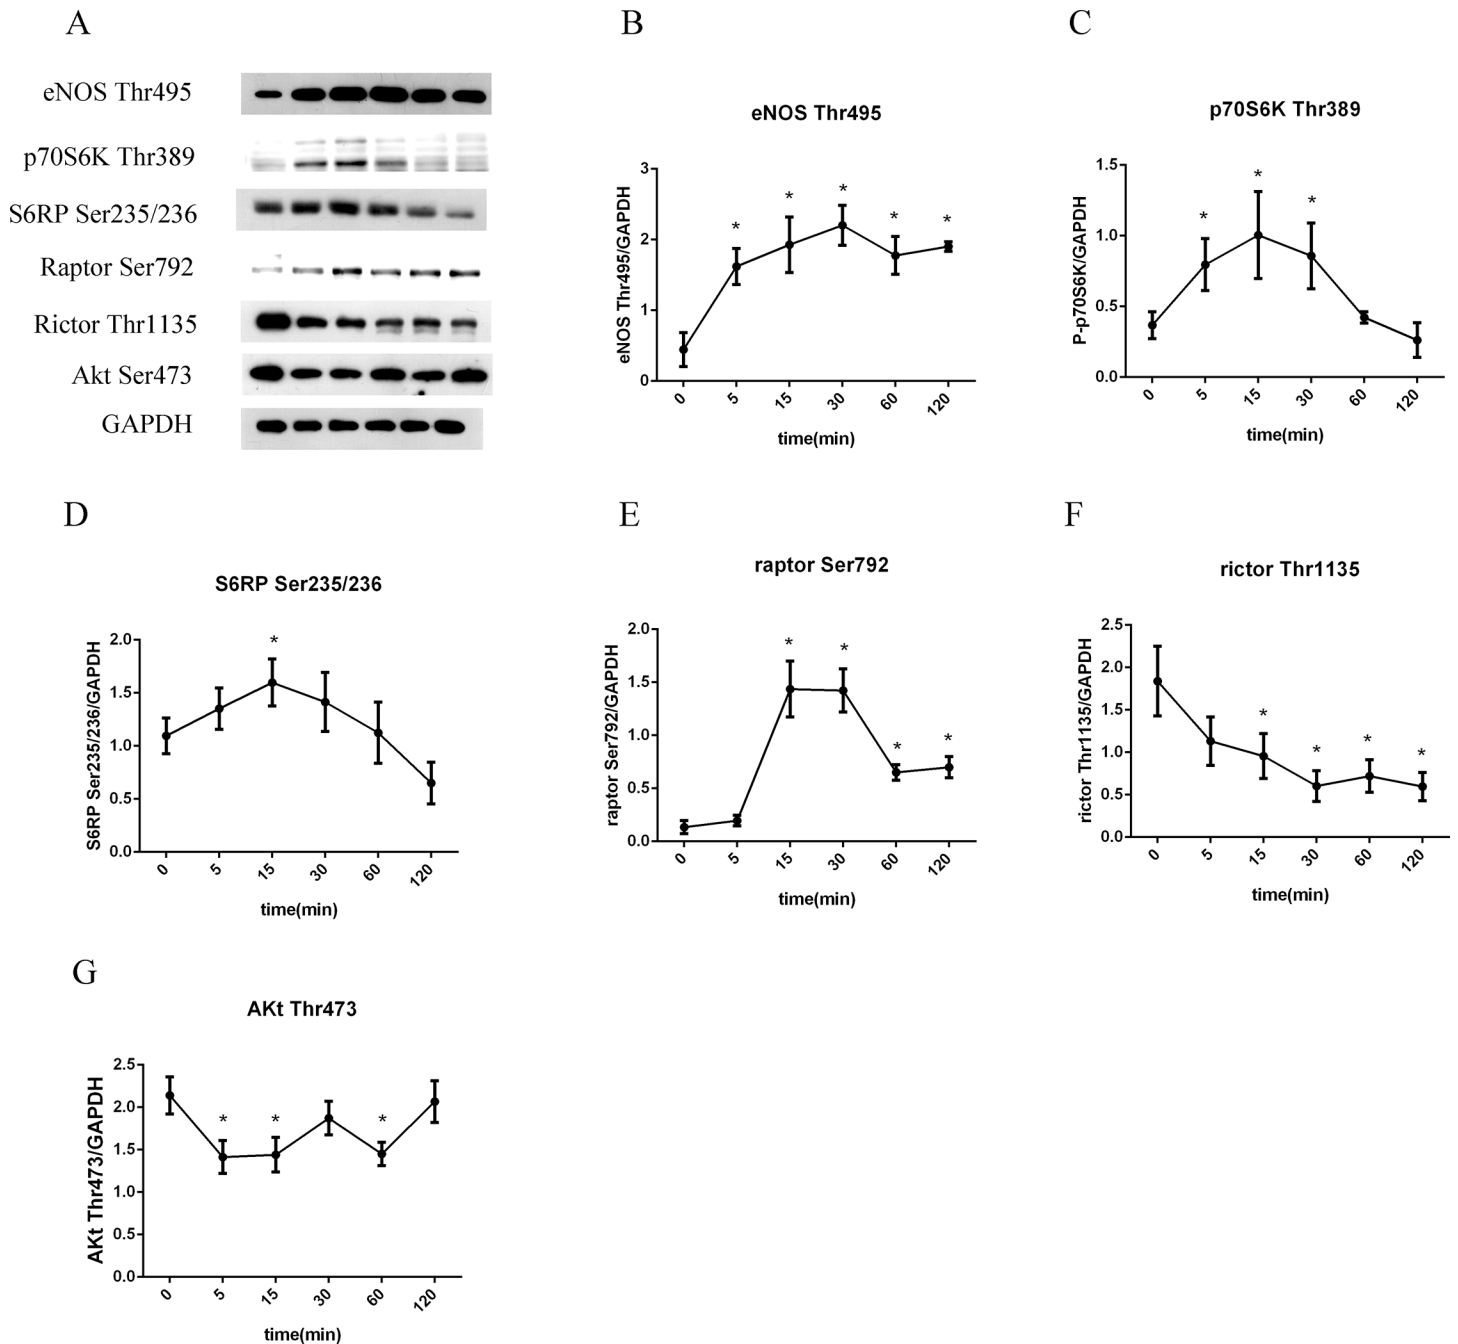 A
eNOS Thr495
p70S6K Thr389
S6RP Ser235/236
Raptor Ser792
Rictor Thr1135
Akt Ser473
GAPDH
B
eNOS Thr495
eNOS Thr495/GAPDH
3
2
1
0
0 5 15 30 60 120
time(min)
* * * * *
C
p70S6K Thr389
P-p70S6K/GAPDH
1.5
1.0
0.5
0.0
0 5 15 30 60 120
time(min)
* * *
D
S6RP Ser235/236
S6RP Ser235/236/GAPDH
2.0
1.5
1.0
0.5
0.0
0 5 15 30 60 120
time(min)
*
E
raptor Ser792
raptor Ser792/GAPDH
2.0
1.5
1.0
0.5
0.0
0 5 15 30 60 120
time(min)
* * * *
F
rictor Thr1135
rictor Thr1135/GAPDH
2.5
2.0
1.5
1.0
0.5
0.0
0 5 15 30 60 120
time(min)
* * * *
G
AKt Thr473
AKt Thr473/GAPDH
2.5
2.0
1.5
1.0
0.5
0.0
0 5 15 30 60 120
time(min)
* * *